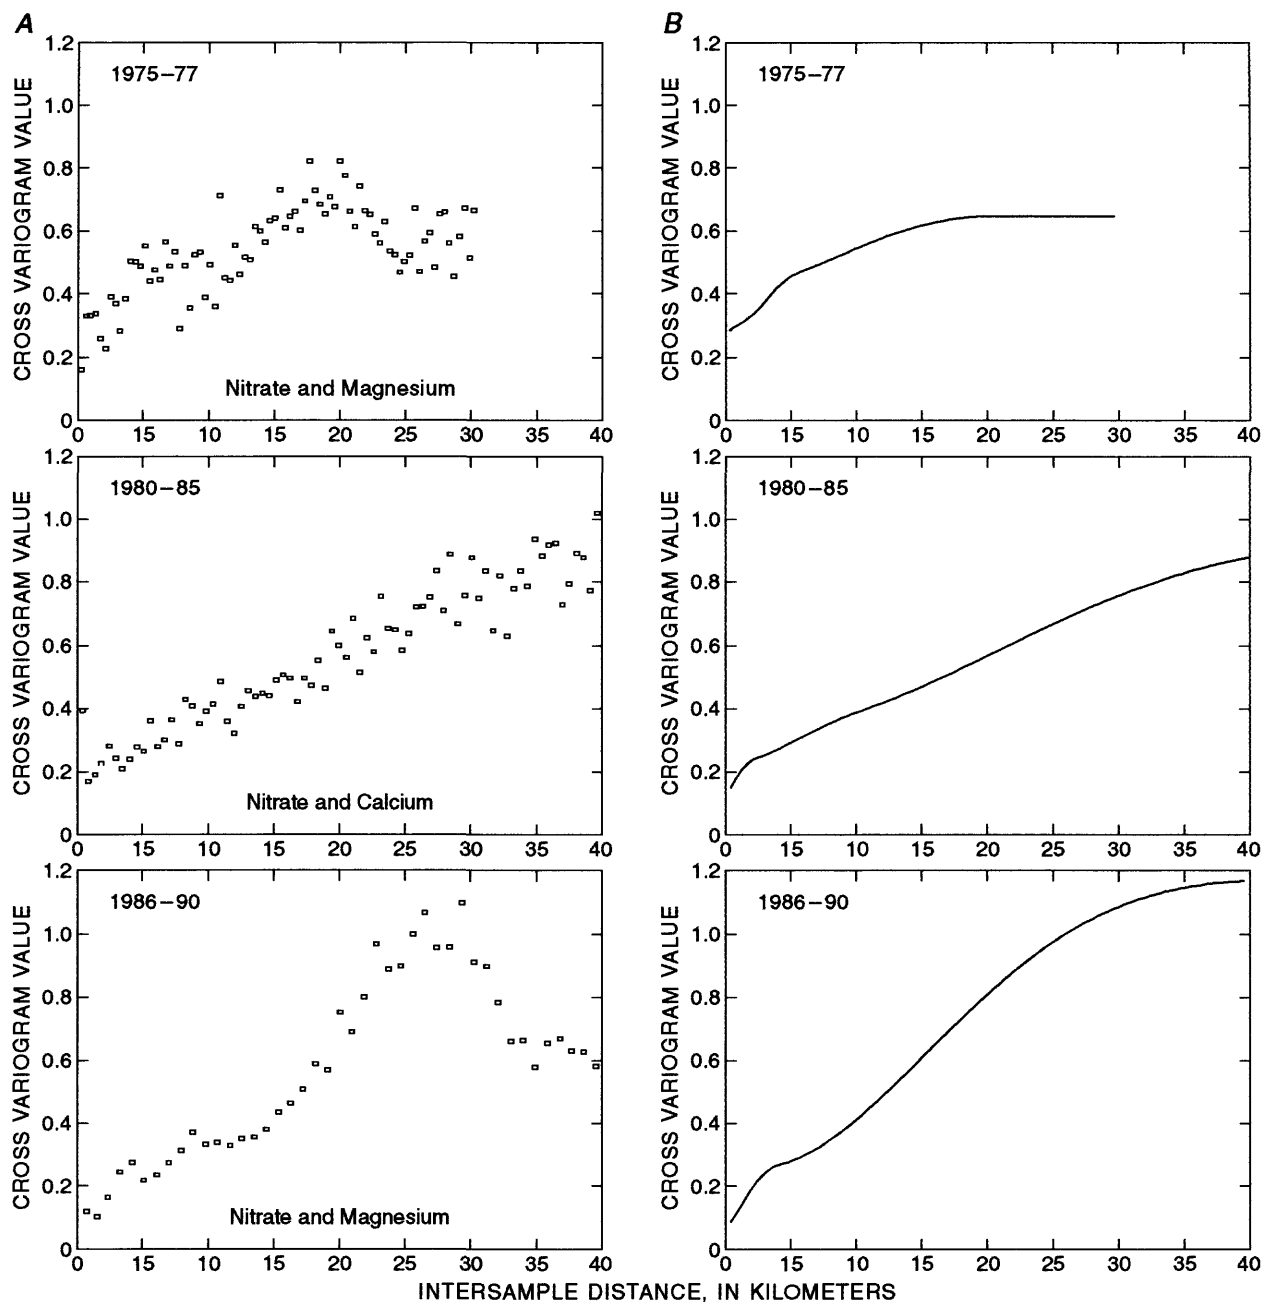 A
B
1.2
1.0
0.8
0.6
0.4
0.2
0
CROSS VARIOGRAM VALUE
1975–77
Nitrate and Magnesium
0 15 10 15 20 25 30 35 40
1.2
1.0
0.8
0.6
0.4
0.2
0
CROSS VARIOGRAM VALUE
1975–77
0 15 10 15 20 25 30 35 40
1.2
1.0
0.8
0.6
0.4
0.2
0
CROSS VARIOGRAM VALUE
1980–85
Nitrate and Calcium
0 15 10 15 20 25 30 35 40
1.2
1.0
0.8
0.6
0.4
0.2
0
CROSS VARIOGRAM VALUE
1980–85
0 15 10 15 20 25 30 35 40
1.2
1.0
0.8
0.6
0.4
0.2
0
CROSS VARIOGRAM VALUE
1986–90
Nitrate and Magnesium
0 15 10 15 20 25 30 35 40
1.2
1.0
0.8
0.6
0.4
0.2
0
CROSS VARIOGRAM VALUE
1986–90
0 15 10 15 20 25 30 35 40
INTERSAMPLE DISTANCE, IN KILOMETERS